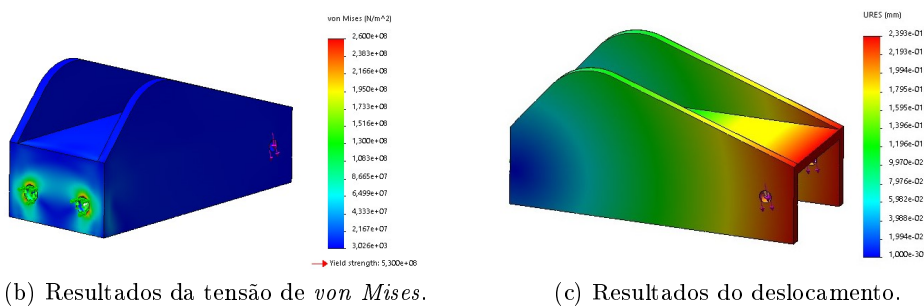 von Mises (N/m^2)
2,600e+08
2,383e+08
2,166e+08
1,950e+08
1,733e+08
1,516e+08
1,300e+08
1,083e+08
8,665e+07
6,499e+07
4,333e+07
2,167e+07
3,026e+03
Yield strength: 5,300e+08
(b) Resultados da tensão de von Mises.
URES (mm)
2,393e-01
2,194e-01
1,994e-01
1,795e-01
1,595e-01
1,396e-01
1,196e-01
9,970e-02
7,976e-02
5,982e-02
3,988e-02
1,994e-02
1,000e-30
(c) Resultados do deslocamento.